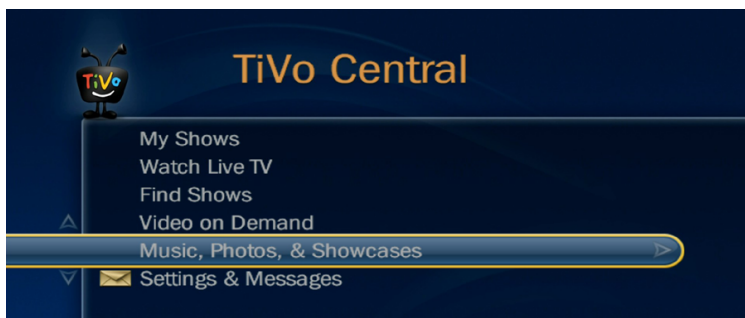 TiVo
TiVo Central
My Shows
Watch Live TV
Find Shows
Video on Demand
Music, Photos, & Showcases
Settings & Messages